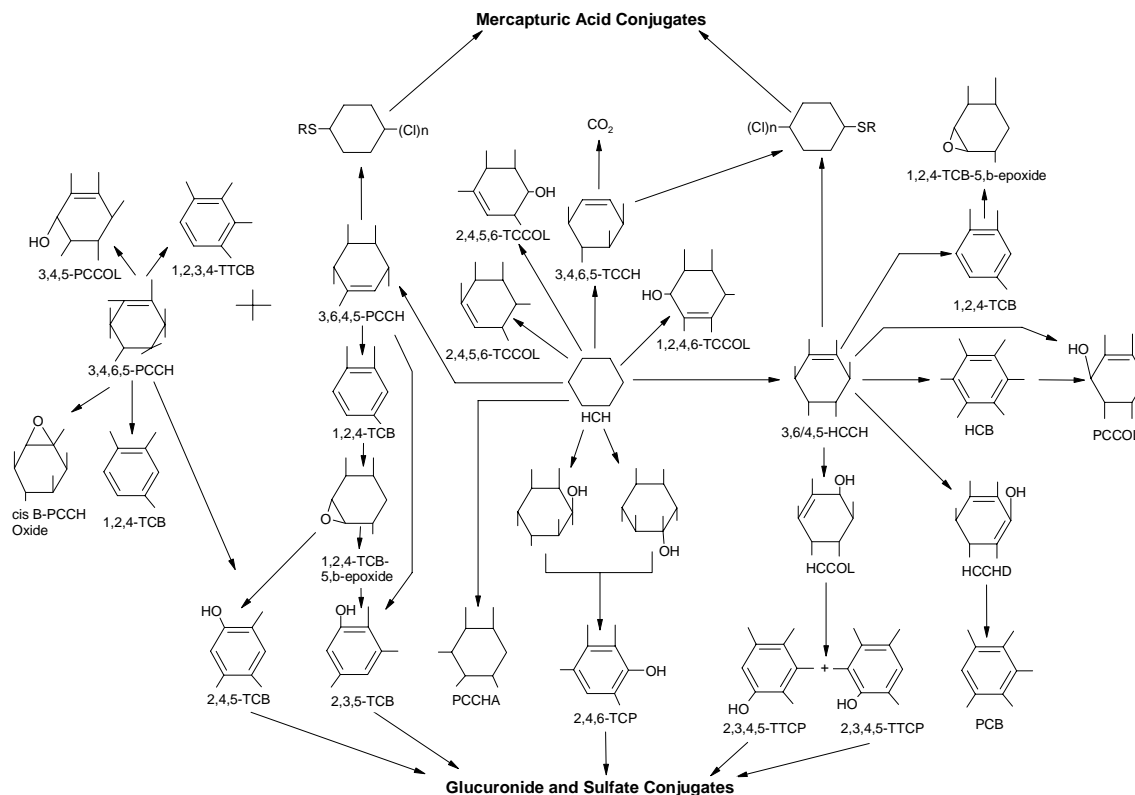 Mercapturic Acid Conjugates
RS
(Cl)n
CO2
(Cl)n
SR
O
1,2,4-TCB-5,b-epoxide
OH
2,4,5,6-TCCOL
HO
3,4,5-PCCOL
1,2,3,4-TTCB
3,6,4,5-PCCH
3,4,6,5-TCCH
1,2,4-TCB
2,4,5,6-TCCOL
HO
1,2,4,6-TCCOL
3,4,6,5-PCCH
HCH
3,6/4,5-HCCH
HCB
HO
PCCOL
O
cis B-PCCH
Oxide
1,2,4-TCB
1,2,4-TCB
O
1,2,4-TCB-
5,b-epoxide
OH
OH
OH
HCCOL
OH
HCCHD
HO
2,4,5-TCB
OH
2,3,5-TCB
PCCHA
OH
2,4,6-TCP
HO
2,3,4,5-TTCP
+
HO
2,3,4,5-TTCP
PCB
Glucuronide and Sulfate Conjugates